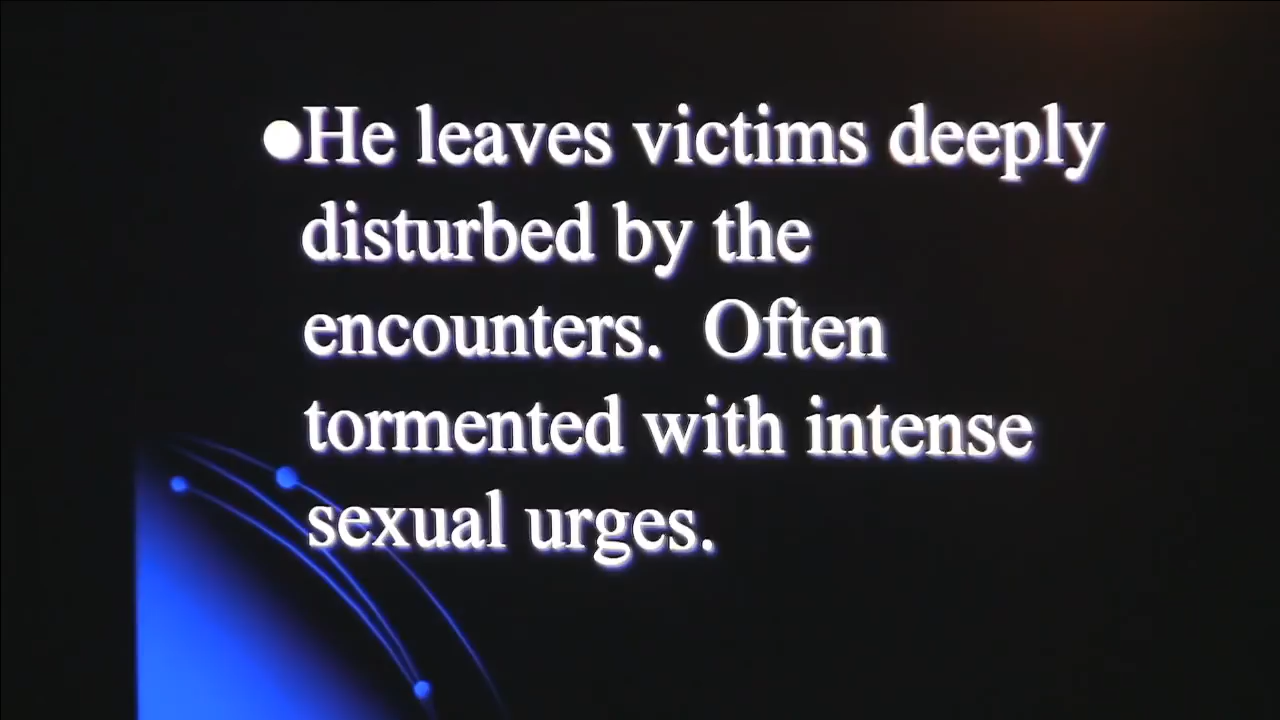 ●He leaves victims deeply
disturbed by the
encounters.  Often
tormented with intense
sexual urges.